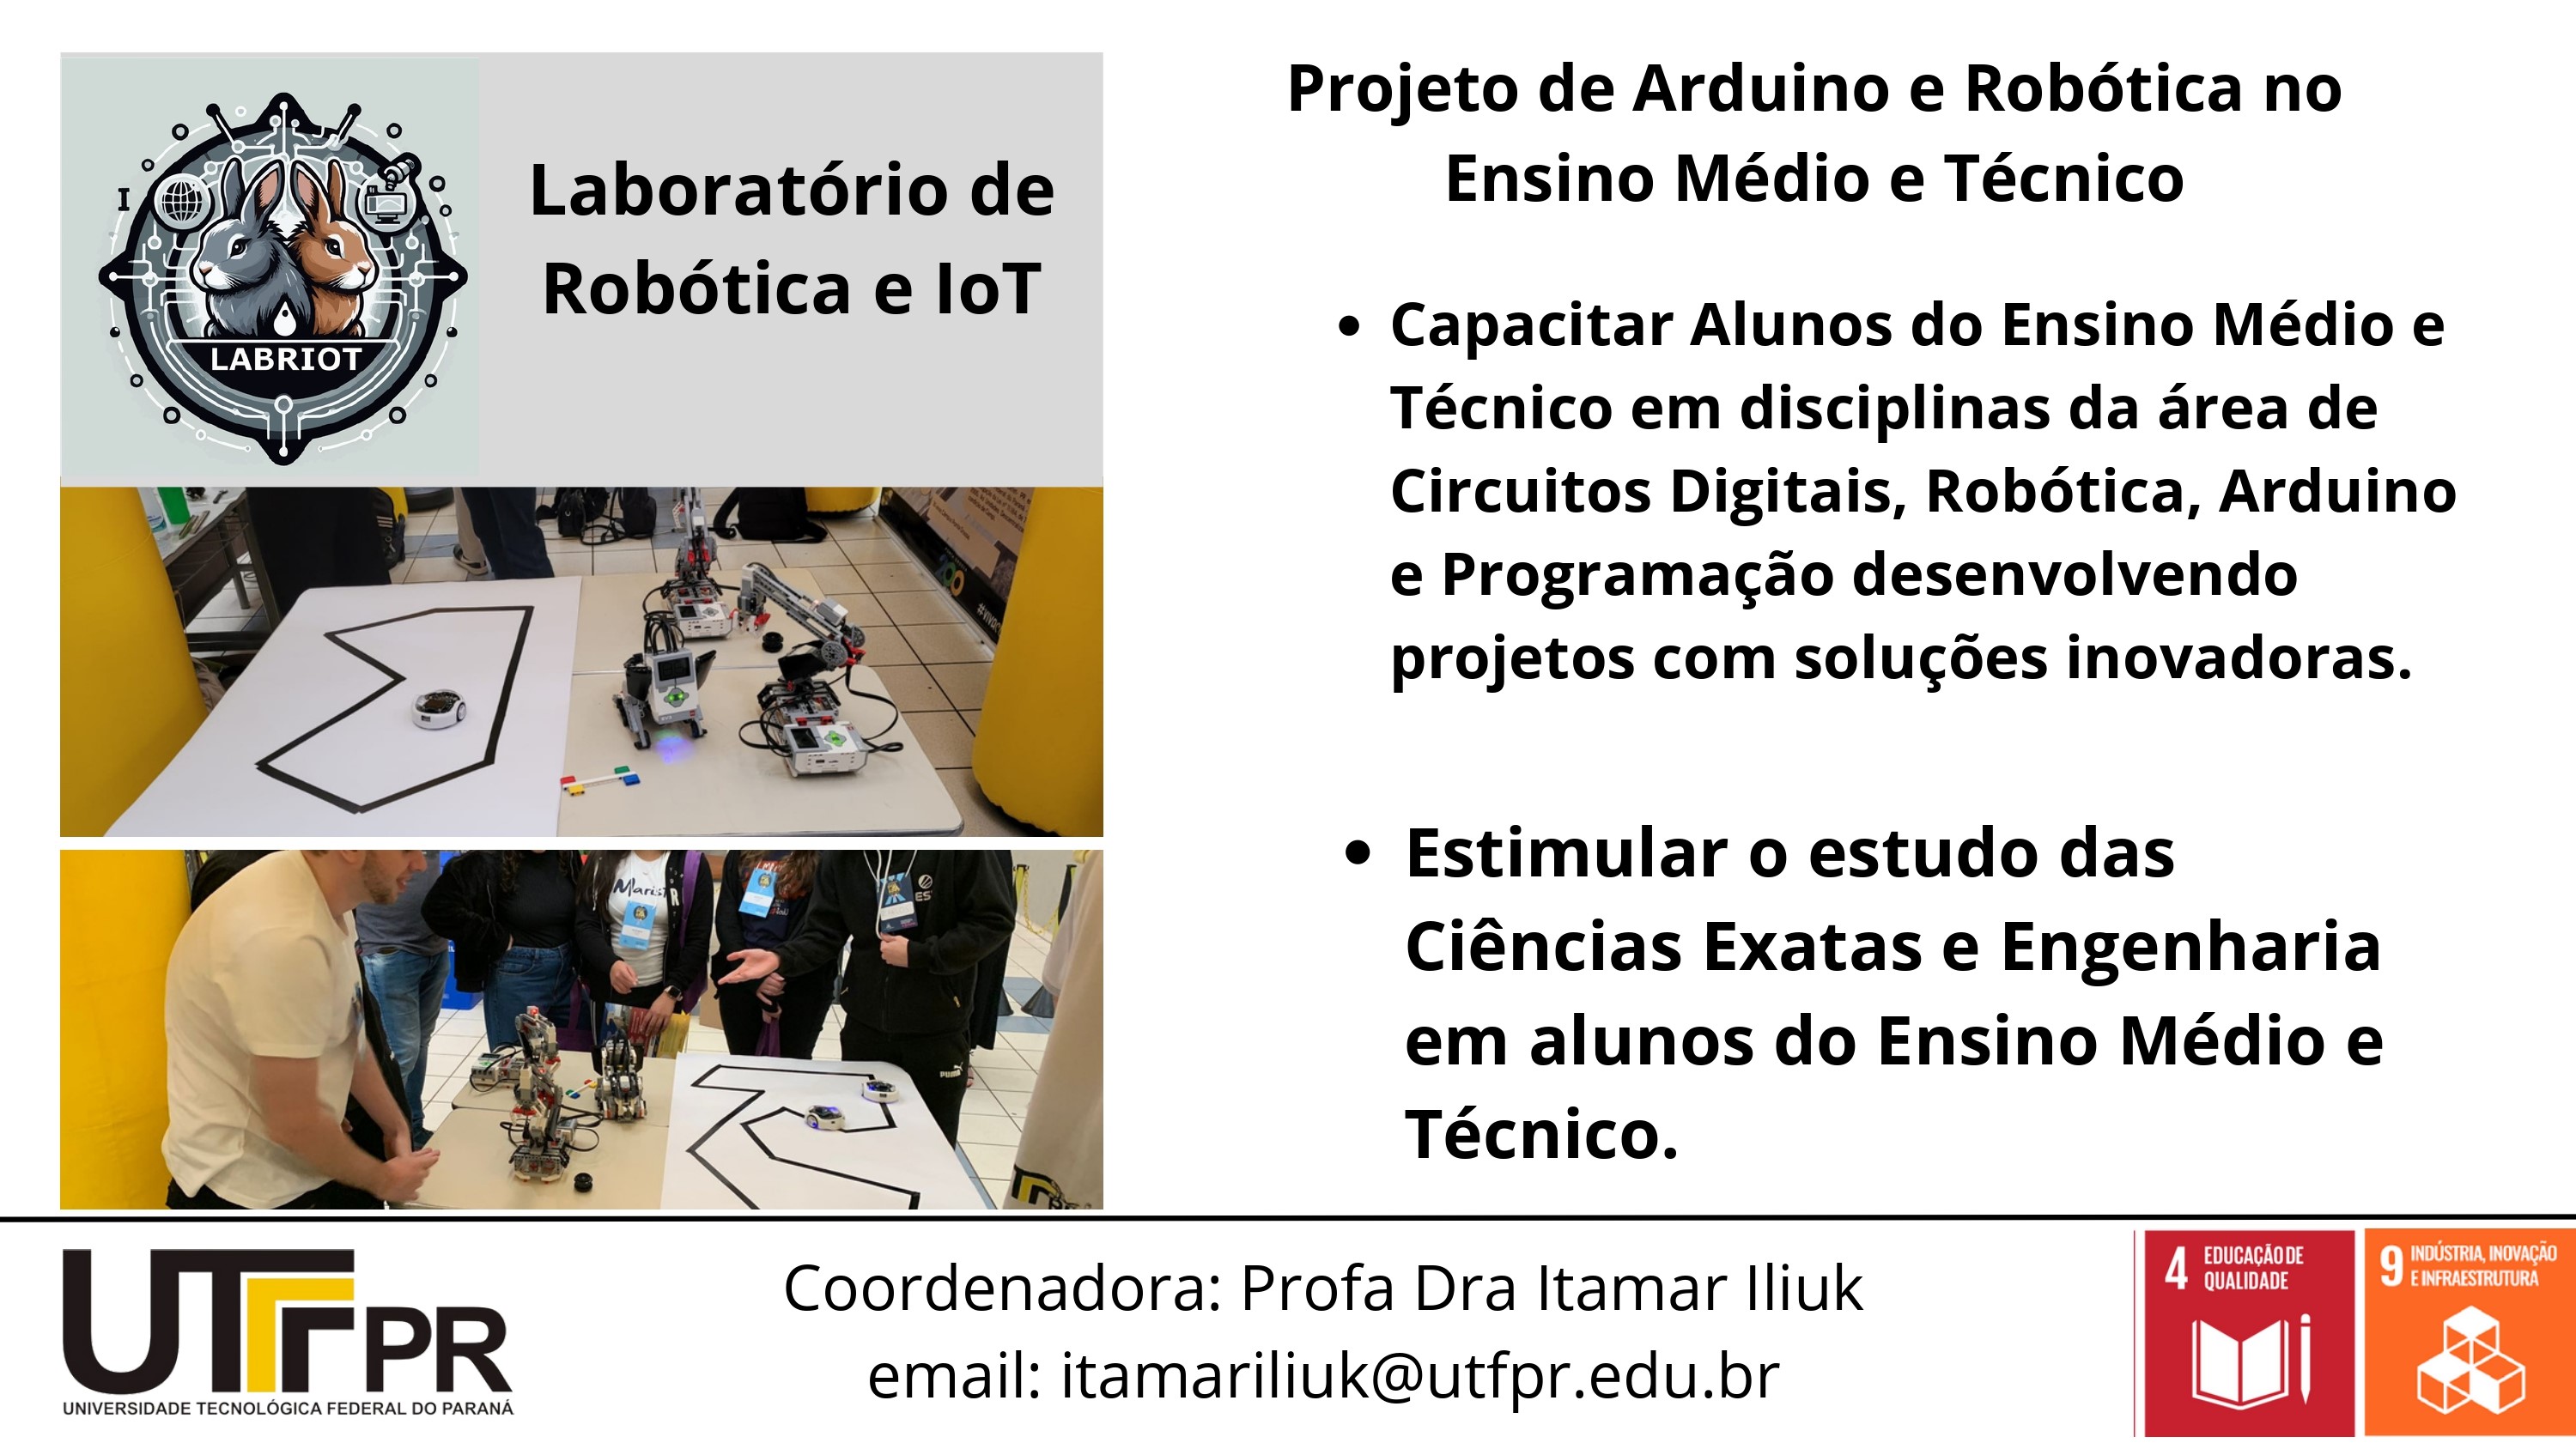 Laboratório de
Robótica e IoT
I
LABRIOT
Maris
ES
PUMA
Projeto de Arduino e Robótica no
Ensino Médio e Técnico
• Capacitar Alunos do Ensino Médio e
Técnico em disciplinas da área de
Circuitos Digitais, Robótica, Arduino
e Programação desenvolvendo
projetos com soluções inovadoras.
• Estimular o estudo das
Ciências Exatas e Engenharia
em alunos do Ensino Médio e
Técnico.
UTFPR
UNIVERSIDADE TECNOLÓGICA FEDERAL DO PARANÁ
Coordenadora: Profa Dra Itamar Iliuk
email: itamariliuk@utfpr.edu.br
4 EDUCAÇÃO DE
QUALIDADE
9 INDÚSTRIA, INOVAÇÃO
E INFRAESTRUTURA